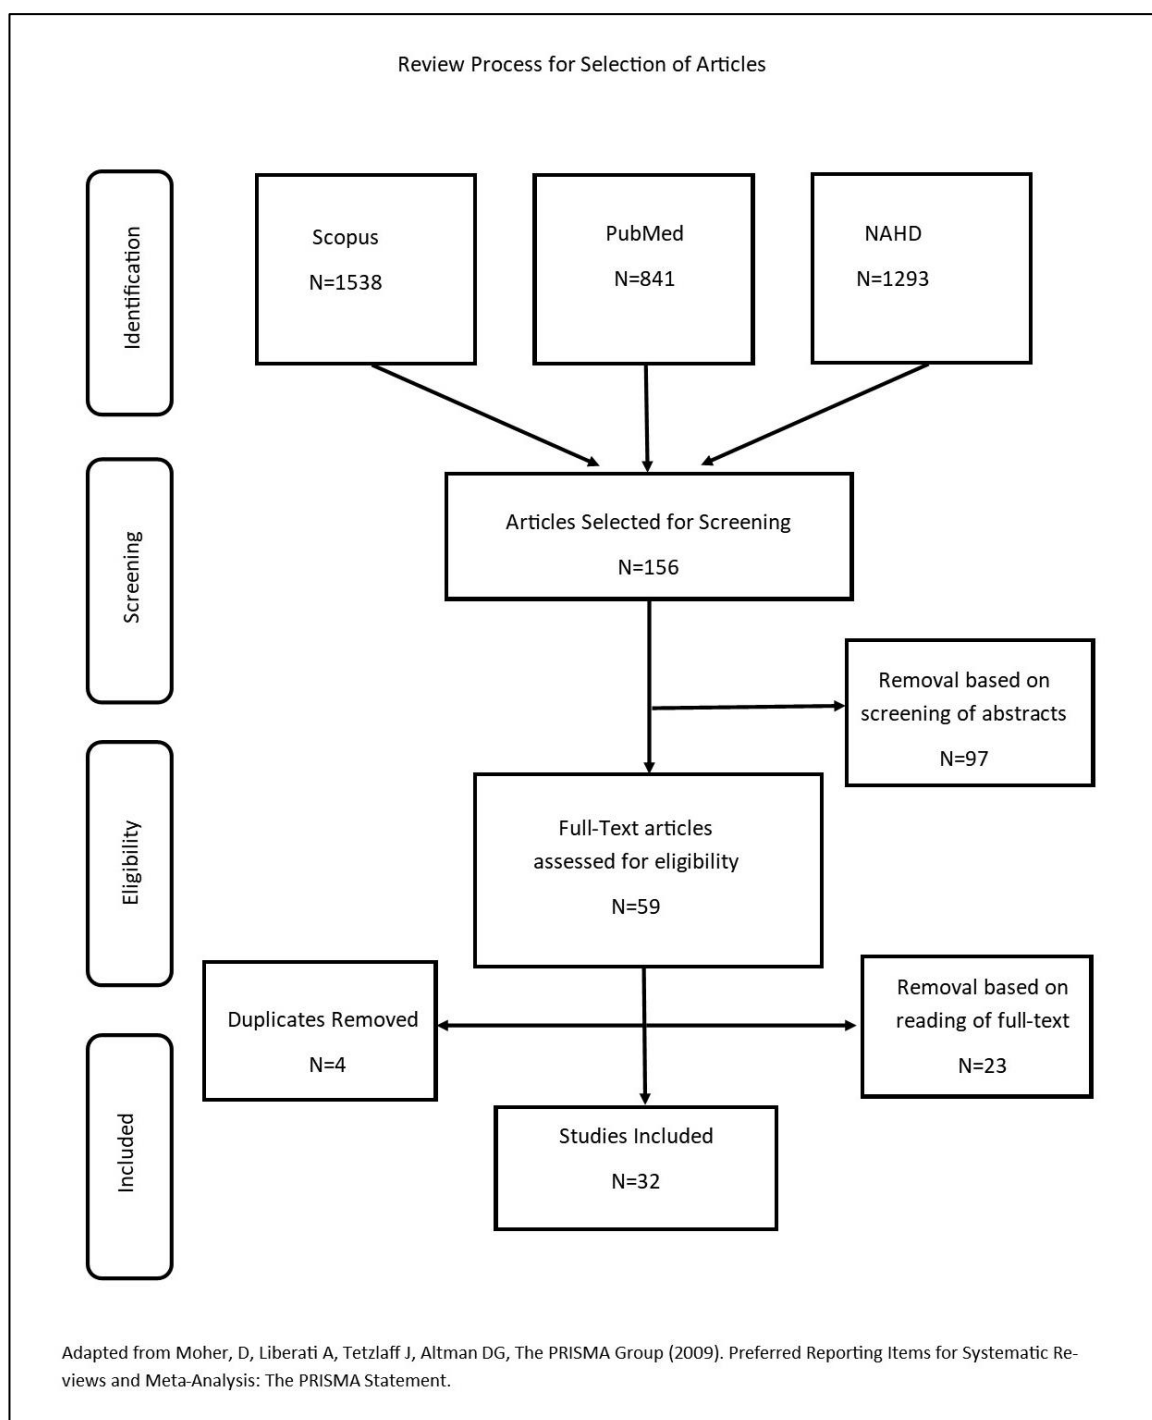 Review Process for Selection of Articles
Identification
Scopus
N=1538
PubMed
N=841
NAHD
N=1293
Screening
Articles Selected for Screening
N=156
Removal based on
screening of abstracts
N=97
Eligibility
Full-Text articles
assessed for eligibility
N=59
Duplicates Removed
N=4
Removal based on
reading of full-text
N=23
Included
Studies Included
N=32
Adapted from Moher, D, Liberati A, Tetzlaff J, Altman DG, The PRISMA Group (2009). Preferred Reporting Items for Systematic Re-
views and Meta-Analysis: The PRISMA Statement.